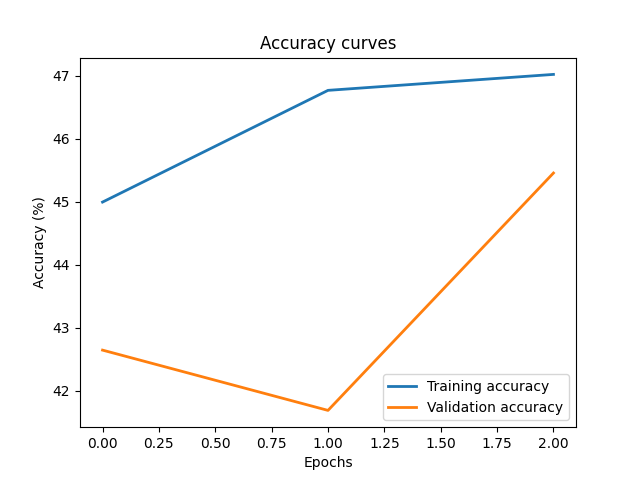 Accuracy curves
47
46
45
44
43
42
Accuracy (%)
Training accuracy
Validation accuracy
0.00 0.25 0.50 0.75 1.00 1.25 1.50 1.75 2.00
Epochs